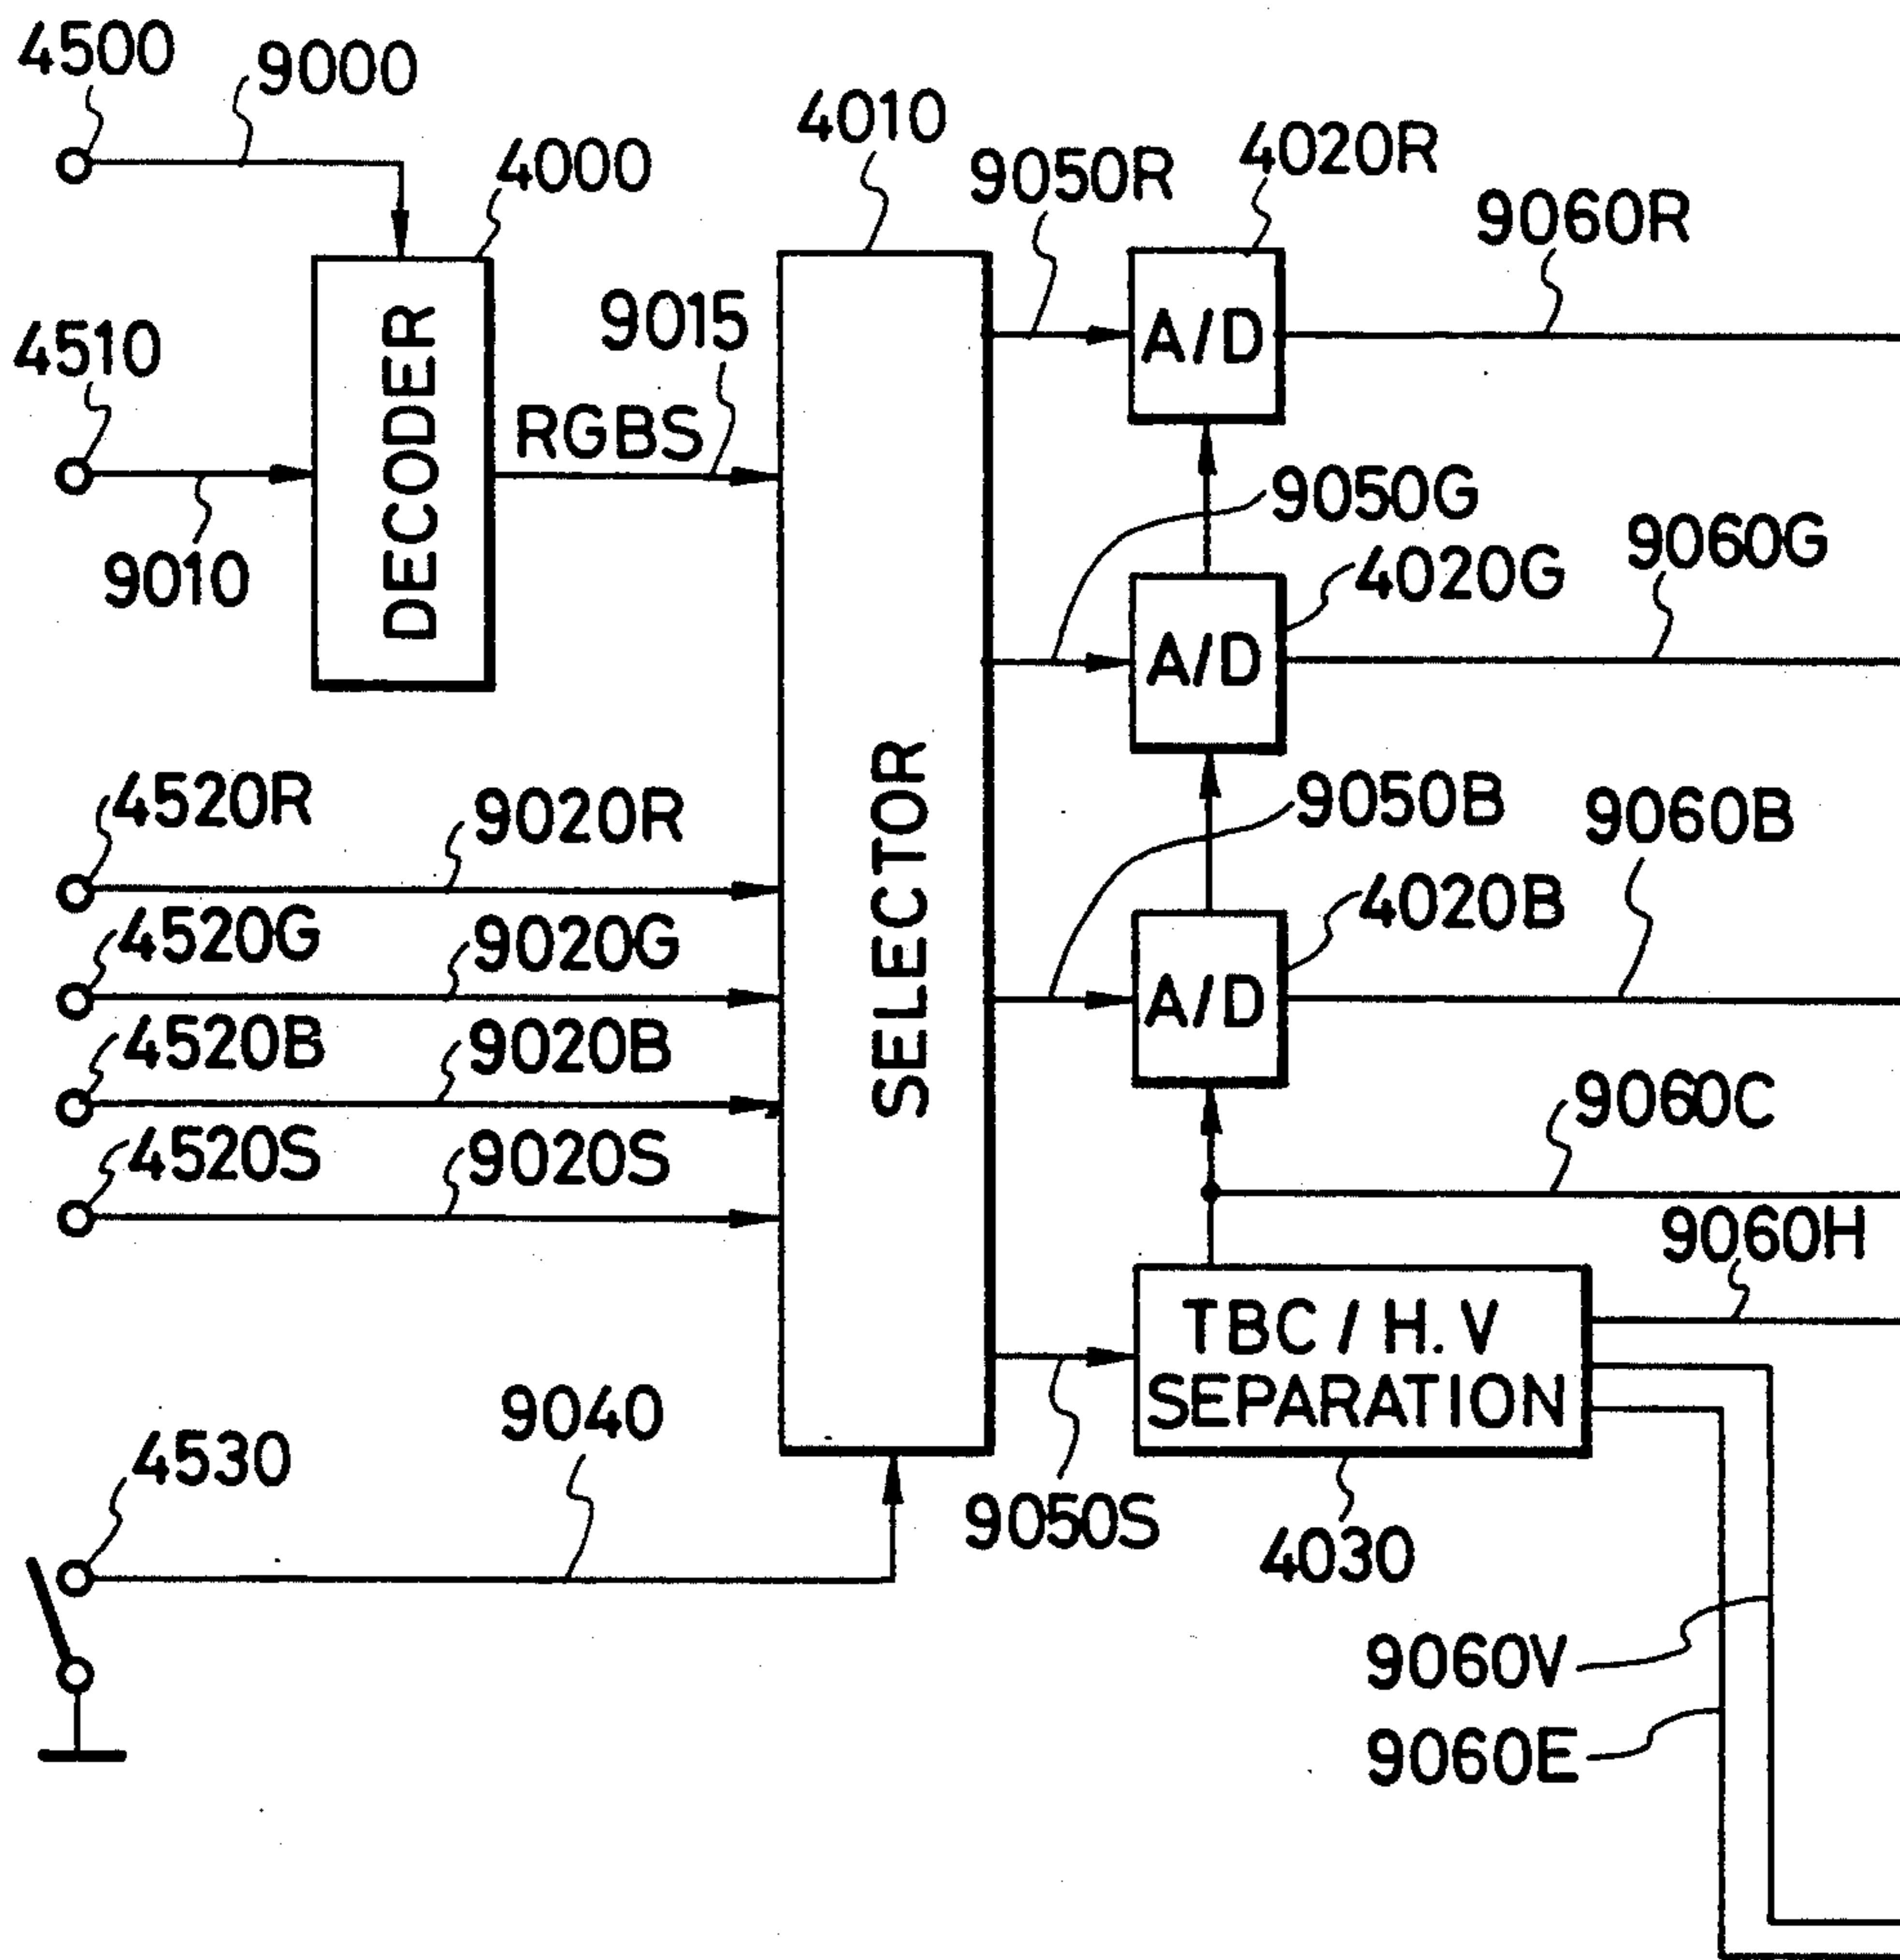 4500
9000
4010
4000
9050R
4020R
9060R
4510
9015
DECODER
RGBS
A/D
9010
9050G
4020G
9060G
A/D
SELECTOR
4520R
9020R
9050B
9060B
4520G
9020G
4020B
A/D
4520B
9020B
9060C
4520S
9020S
9060H
TBC / H. V
SEPARATION
9040
4530
9050S
4030
9060V
9060E